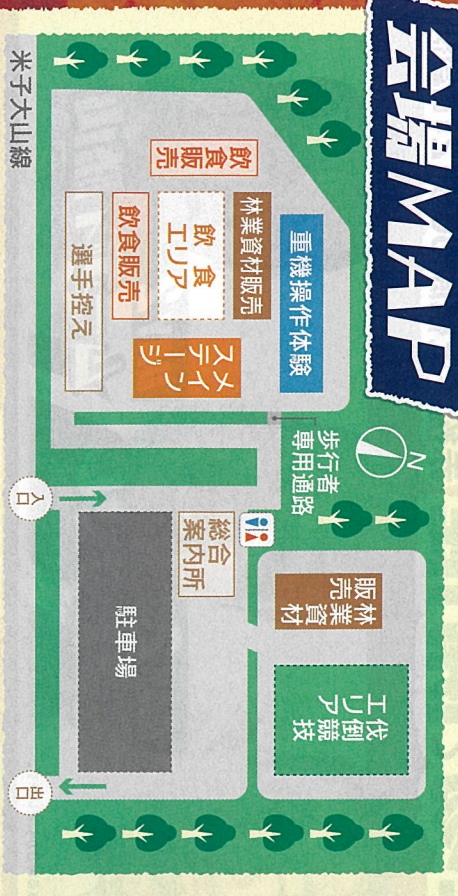 会場MAP
N
歩行者
専用通路
重機操作体験
林業資材販売
飲食
販売
飲食
エリア
飲食販売
選手控え
メイン
ステージ
総合
案内所
林業資材
販売
伐倒競技
エリア
駐車場
入口
出口
米子大山線